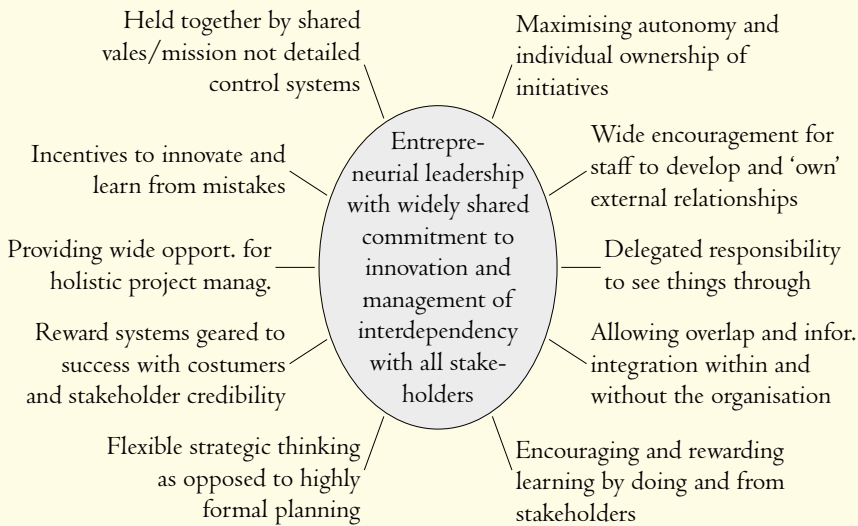 Held together by shared
vales/mission not detailed
control systems
Maximising autonomy and
individual ownership of
initiatives
Incentives to innovate and
learn from mistakes
Wide encouragement for
staff to develop and ‘own’
external relationships
Providing wide opport. for
holistic project manag.
Delegated responsibility
to see things through
Reward systems geared to
success with costumers
and stakeholder credibility
Allowing overlap and infor.
integration within and
without the organisation
Flexible strategic thinking
as opposed to highly
formal planning
Encouraging and rewarding
learning by doing and from
stakeholders
Entrepre-
neurial leadership
with widely shared
commitment to
innovation and
management of
interdependency
with all stake-
holders